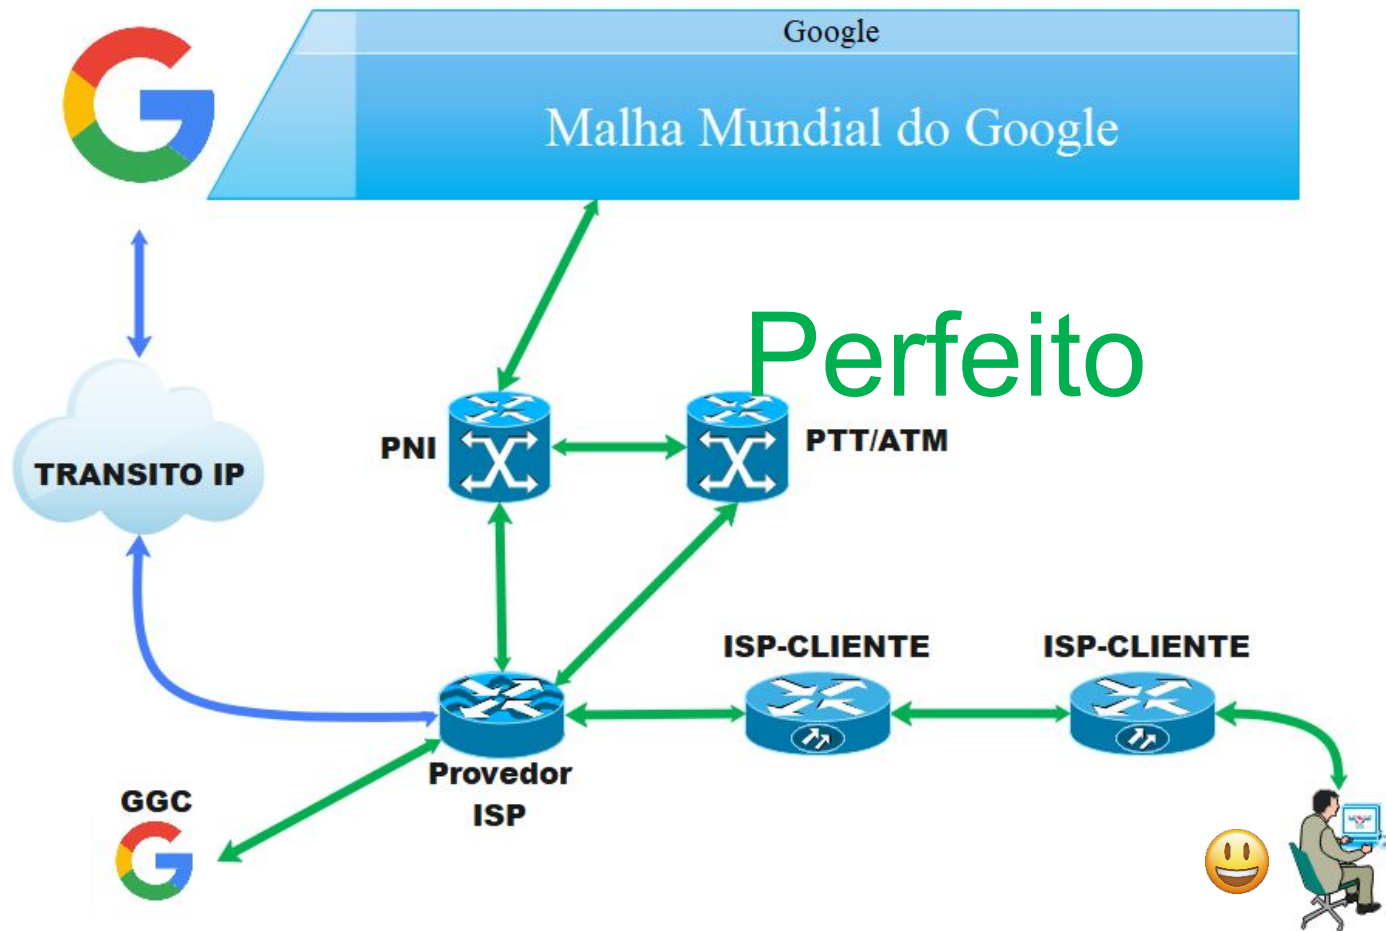 Google
Malha Mundial do Google
Perfeito
PNI
PTT/ATM
TRANSITO IP
ISP-CLIENTE
ISP-CLIENTE
Provedor
ISP
GGC